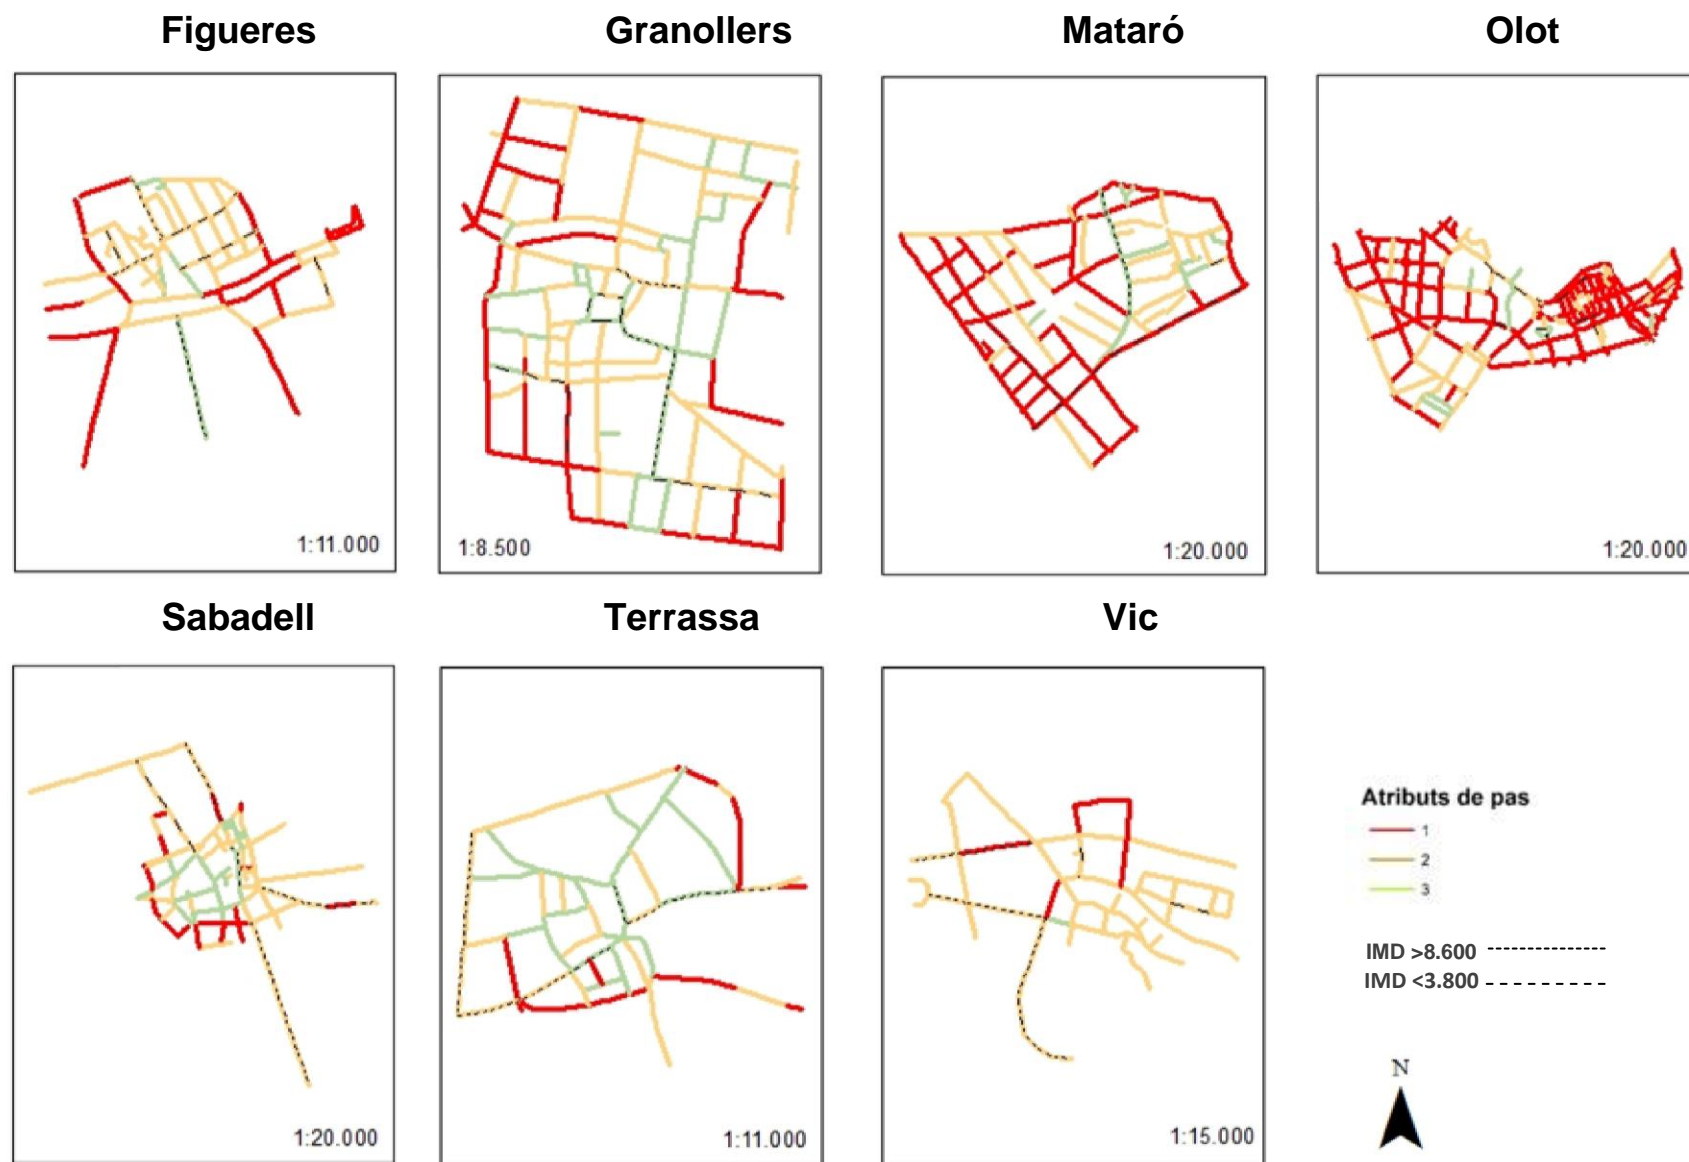 Figueres
Granollers
Mataró
Olot
1:11.000
1:8.500
1:20.000
1:20.000
Sabadell
Terrassa
Vic
1:20.000
1:11.000
1:15.000
Atributs de pas
1
2
3
IMD >8.600
IMD <3.800
N